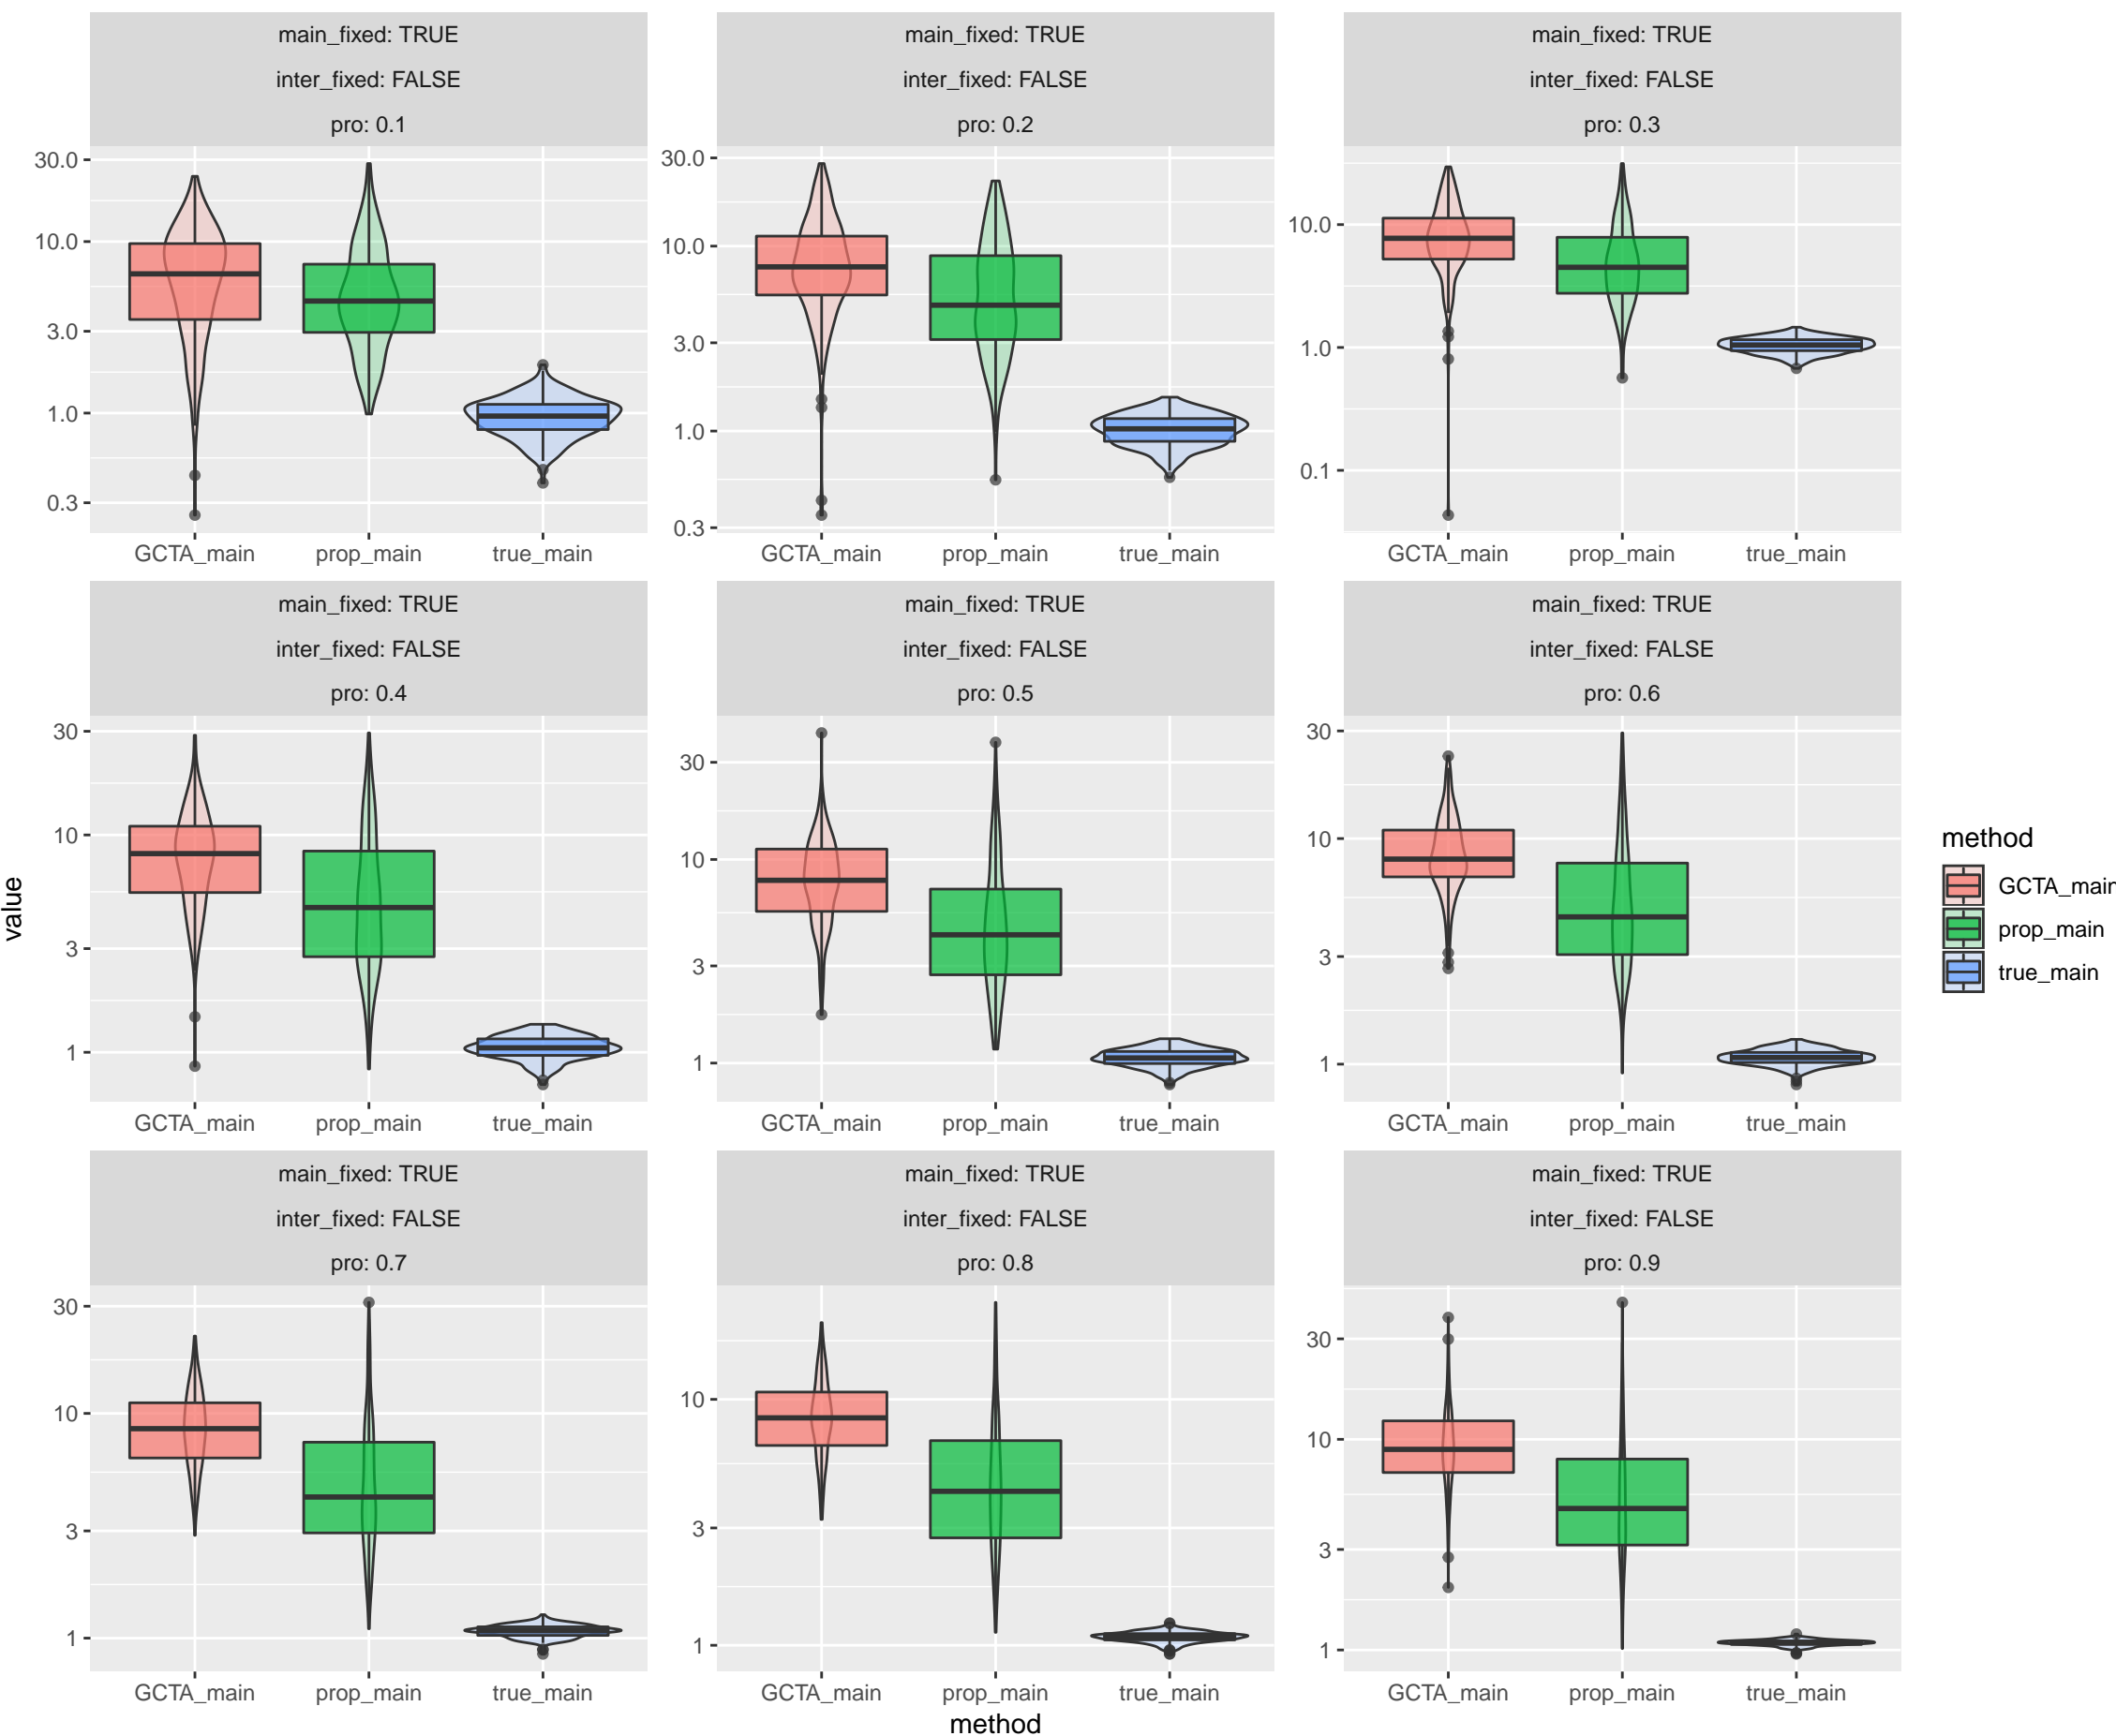 main_fixed: TRUE
inter_fixed: FALSE
pro: 0.1
30.0
10.0
3.0
1.0
0.3
GCTA_main prop_main true_main
main_fixed: TRUE
inter_fixed: FALSE
pro: 0.2
30.0
10.0
3.0
1.0
0.3
GCTA_main prop_main true_main
main_fixed: TRUE
inter_fixed: FALSE
pro: 0.3
10.0
1.0
0.1
GCTA_main prop_main true_main
main_fixed: TRUE
inter_fixed: FALSE
pro: 0.4
30
10
3
1
GCTA_main prop_main true_main
main_fixed: TRUE
inter_fixed: FALSE
pro: 0.5
30
10
3
1
GCTA_main prop_main true_main
main_fixed: TRUE
inter_fixed: FALSE
pro: 0.6
30
10
3
1
GCTA_main prop_main true_main
main_fixed: TRUE
inter_fixed: FALSE
pro: 0.7
30
10
3
1
GCTA_main prop_main true_main
main_fixed: TRUE
inter_fixed: FALSE
pro: 0.8
10
3
1
GCTA_main prop_main true_main
main_fixed: TRUE
inter_fixed: FALSE
pro: 0.9
30
10
3
1
GCTA_main prop_main true_main
value
method
method
GCTA_main
prop_main
true_main